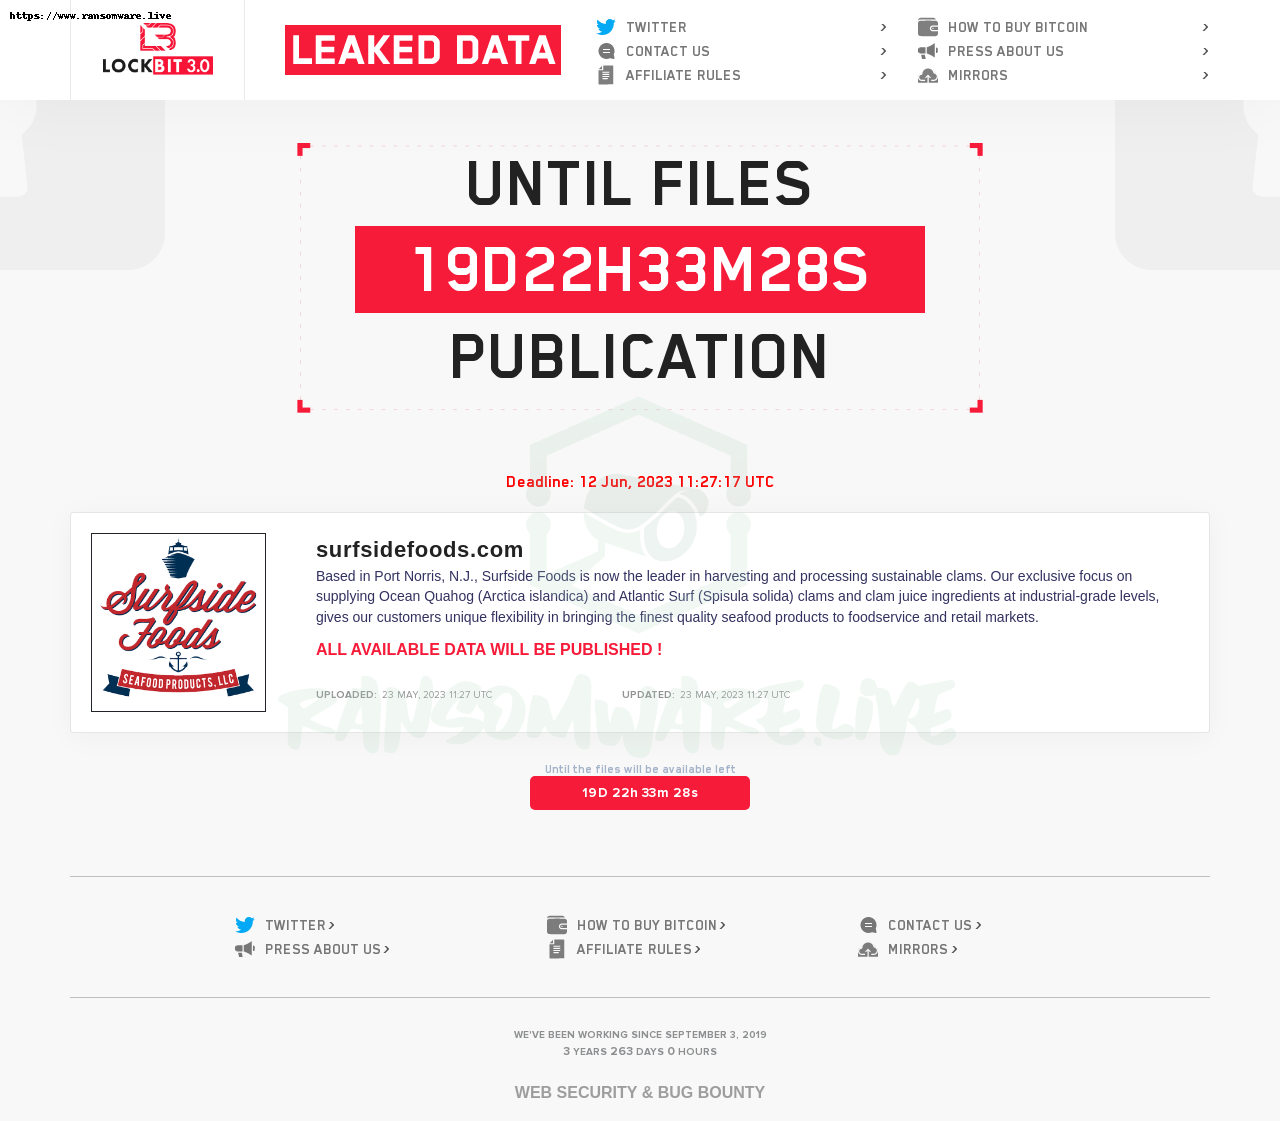 https://www.ransomware.live
LOCKBIT 3.0
LEAKED DATA
TWITTER
CONTACT US
AFFILIATE RULES
HOW TO BUY BITCOIN
PRESS ABOUT US
MIRRORS
UNTIL FILES
19D22H33M28S
PUBLICATION
Deadline: 12 Jun, 2023 11:27:17 UTC
Surfside
Foods
SEAFOOD PRODUCTS, LLC
surfsidefoods.com
Based in Port Norris, N.J., Surfside Foods is now the leader in harvesting and processing sustainable clams. Our exclusive focus on
supplying Ocean Quahog (Arctica islandica) and Atlantic Surf (Spisula solida) clams and clam juice ingredients at industrial-grade levels,
gives our customers unique flexibility in bringing the finest quality seafood products to foodservice and retail markets.
ALL AVAILABLE DATA WILL BE PUBLISHED !
UPLOADED: 23 MAY, 2023 11:27 UTC
UPDATED: 23 MAY, 2023 11:27 UTC
RANSOMWARE.LIVE
Until the files will be available left
19D 22h 33m 28s
TWITTER
HOW TO BUY BITCOIN
CONTACT US
PRESS ABOUT US
AFFILIATE RULES
MIRRORS
WE'VE BEEN WORKING SINCE SEPTEMBER 3, 2019
3 YEARS 263 DAYS 0 HOURS
WEB SECURITY & BUG BOUNTY